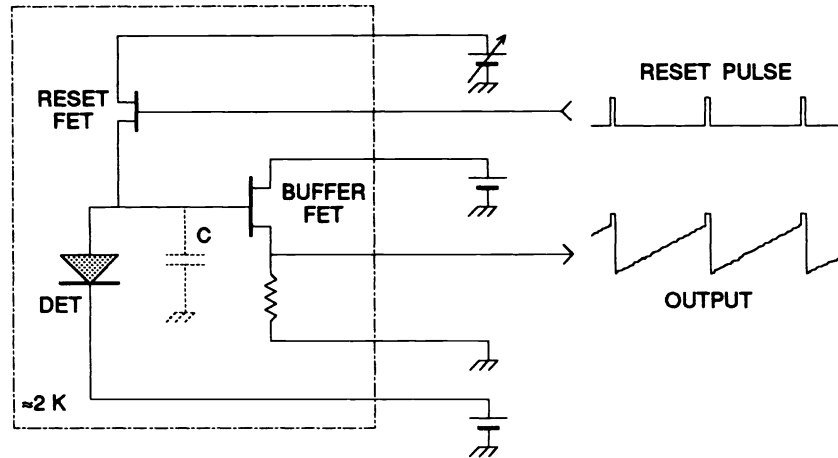 RESET PULSE
RESET
FET
BUFFER
FET
C
DET
OUTPUT
≈2 K